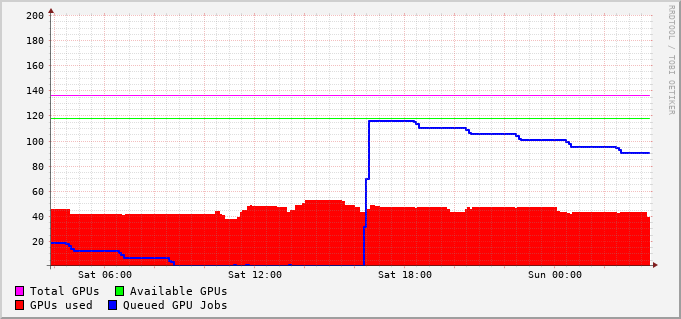 200
180
160
140
120
100
80
60
40
20
Sat 06:00 Sat 12:00 Sat 18:00 Sun 00:00
Total GPUs Available GPUs
GPUs used Queued GPU Jobs
RRDTOOL / TOBI OETIKER